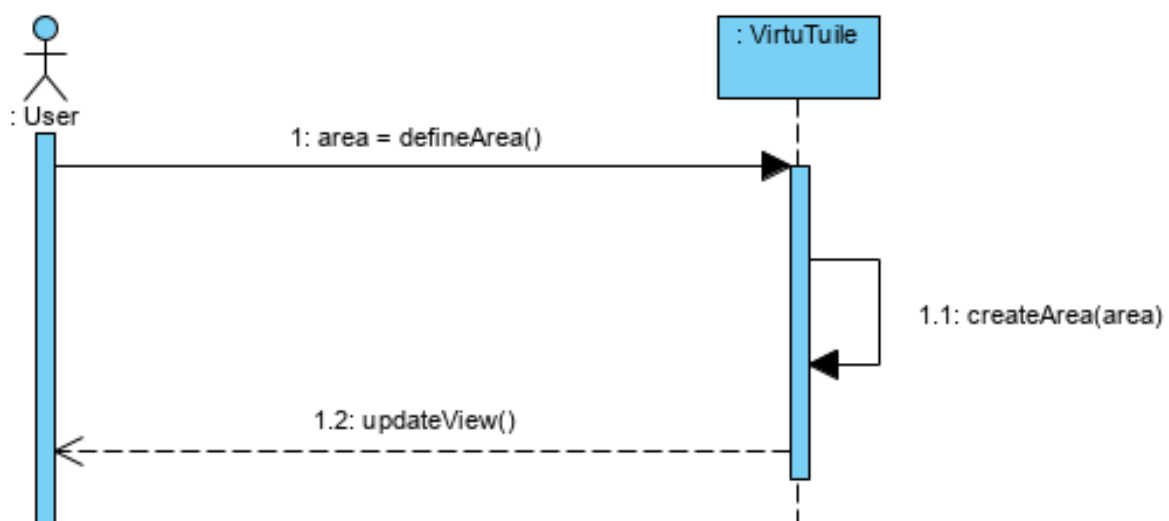 : VirtuTuile
: User
1: area = defineArea()
1.1: createArea(area)
1.2: updateView()